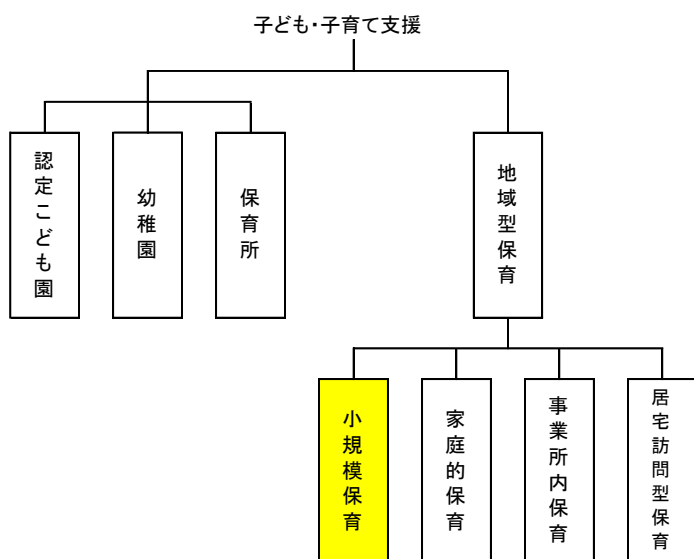 子ども・子育て支援
認定こども園
幼稚園
保育所
地域型保育
小規模保育
家庭的保育
事業所内保育
居宅訪問型保育